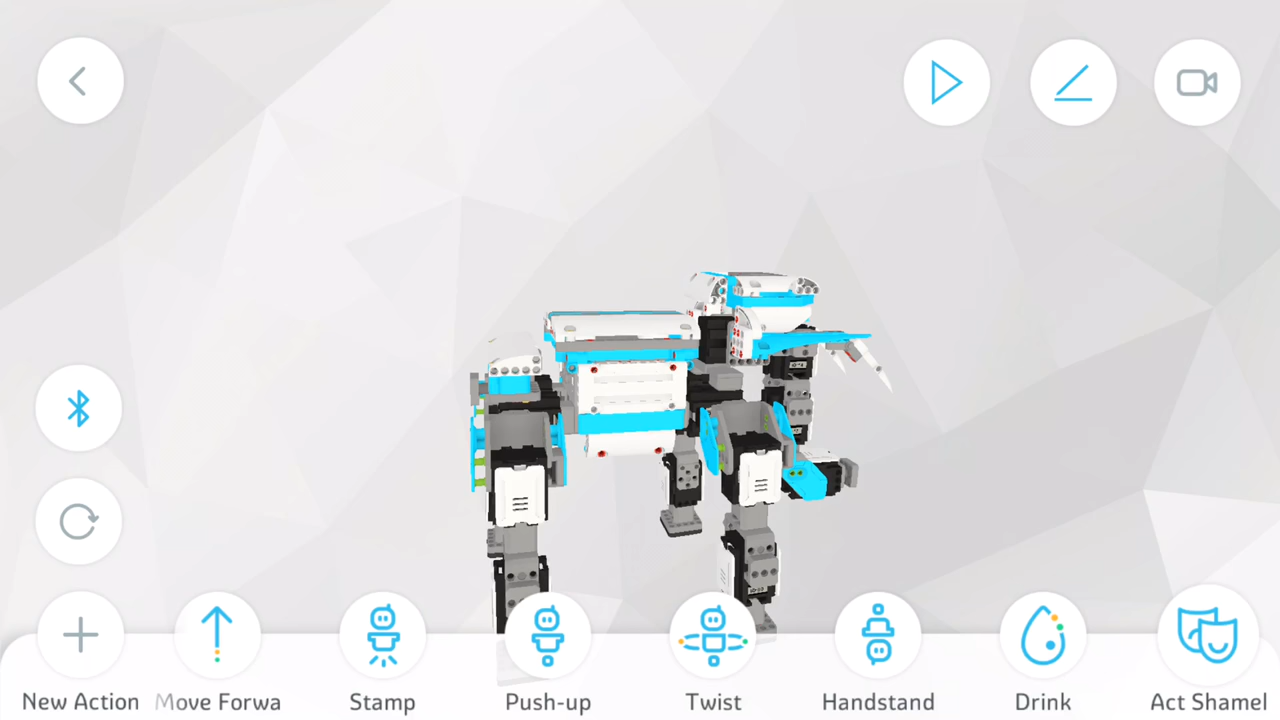 New Action
Move Forwa
Stamp
Push-up
Twist
Handstand
Drink
Act Shamel